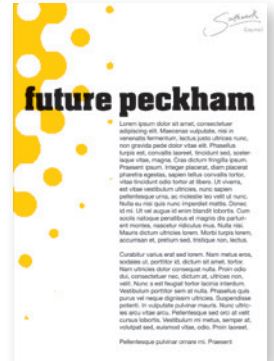 Southwark
Council
future peckham
Lorem ipsum dolor sit amet, consectetuer
adipiscing elit. Maecenas vulputate, nisi in
venenatis fermentum, lectus justo ultrices nunc,
non gravida pede dolor vitae elit. Phasellus
turpis est, convallis laoreet, tincidunt sed, sceler-
isque vitae, magna. Cras dictum fringilla ipsum.
Praesent ipsum. Integer placerat, diam placerat
pharetra egestas, sapien tellus convallis tortor,
vitae tincidunt odio tortor at libero. Ut viverra,
est vitae vestibulum ultricies, nunc sapien
pellentesque urna, ac molestie leo velit ut nunc.
Nulla eu nisi quis nunc imperdiet mattis. Donec
id mi. Ut vel augue id enim blandit lobortis. Cum
sociis natoque penatibus et magnis dis parturi-
ent montes, nascetur ridiculus mus. Nulla nisi.
Mauris dictum ultricies lorem. Morbi turpis lorem,
accumsan et, pretium sed, tristique non, lectus.
Curabitur varius erat sed lorem. Nam metus eros,
sodales ut, porttitor id, dictum sit amet, tortor.
Nam ultricies dolor consequat nulla. Proin odio
dui, consectetuer nec, dictum at, ultrices non,
velit. Nunc a est feugiat tortor lacinia interdum.
Vestibulum porttitor sem at nulla. Phasellus quis
purus vel neque dignissim ultricies. Suspendisse
potenti. In vulputate pulvinar mauris. Nunc ultric-
ies arcu vitae arcu. Pellentesque sed orci at velit
cursus lobortis. Vestibulum mi metus, semper at,
volutpat sed, euismod vitae, odio. Proin laoreet.
Pellentesque pulvinar ornare mi. Praesent